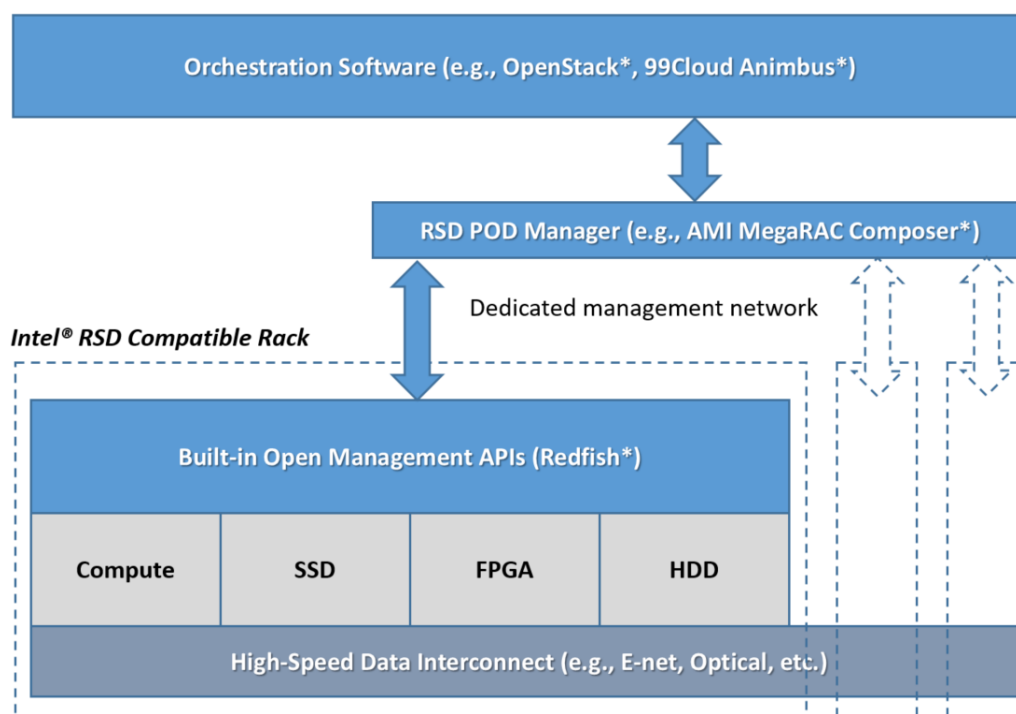 Orchestration Software (e.g., OpenStack*, 99Cloud Animbus*)
RSD POD Manager (e.g., AMI MegaRAC Composer*)
Dedicated management network
Intel® RSD Compatible Rack
Built-in Open Management APIs (Redfish*)
Compute
SSD
FPGA
HDD
High-Speed Data Interconnect (e.g., E-net, Optical, etc.)